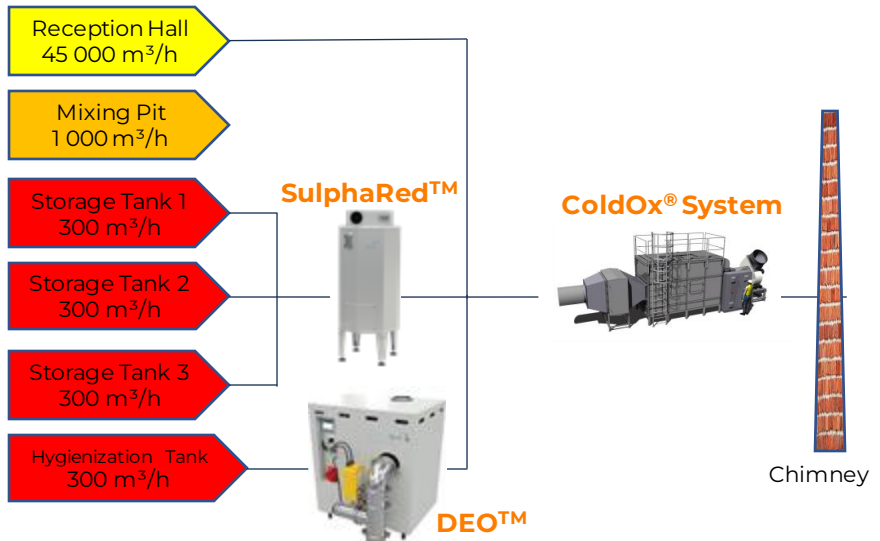 Reception Hall
45 000 m³/h
Mixing Pit
1 000 m³/h
Storage Tank 1
300 m³/h
Storage Tank 2
300 m³/h
Storage Tank 3
300 m³/h
Hygienization Tank
300 m³/h
SulphaRed™
DEO™
ColdOx® System
Chimney